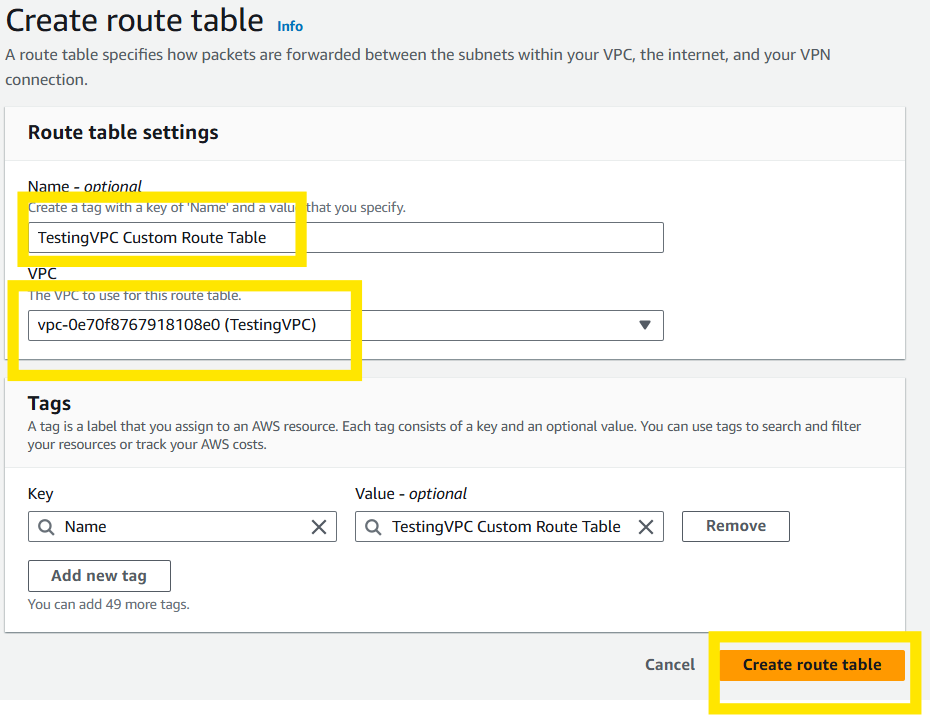 Create route table Info
A route table specifies how packets are forwarded between the subnets within your VPC, the internet, and your VPN
connection.
Route table settings
Name - optional
Create a tag with a key of 'Name' and a value that you specify.
TestingVPC Custom Route Table
VPC
The VPC to use for this route table.
vpc-0e70f8767918108e0 (TestingVPC)
Tags
A tag is a label that you assign to an AWS resource. Each tag consists of a key and an optional value. You can use tags to search and filter
your resources or track your AWS costs.
Key Value - optional
Name TestingVPC Custom Route Table Remove
Add new tag
You can add 49 more tags.
Cancel Create route table